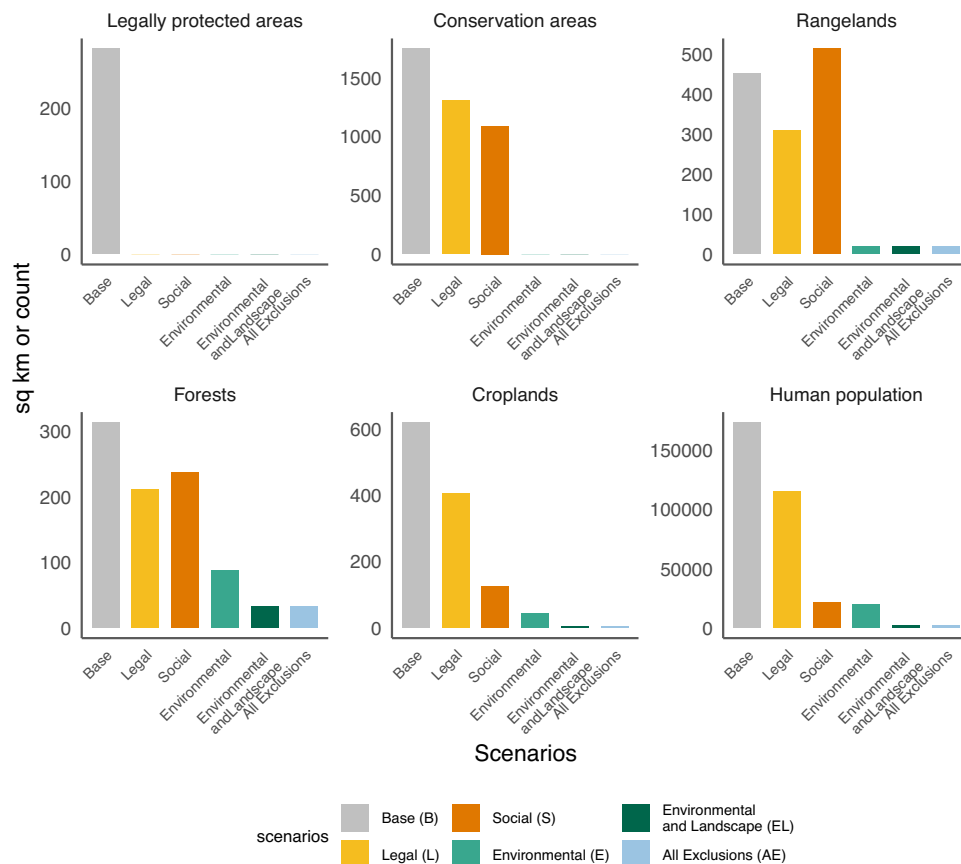 Legally protected areas
Conservation areas
Rangelands
200
100
0
1500
1000
500
0
500
400
300
200
100
0
Base
Legal
Social
Environmental
Environmental
andLandscape
All Exclusions
Base
Legal
Social
Environmental
Environmental
andLandscape
All Exclusions
Base
Legal
Social
Environmental
Environmental
andLandscape
All Exclusions
sq km or count
Forests
Croplands
Human population
300
200
100
0
600
400
200
0
150000
100000
50000
0
Base
Legal
Social
Environmental
Environmental
andLandscape
All Exclusions
Base
Legal
Social
Environmental
Environmental
andLandscape
All Exclusions
Base
Legal
Social
Environmental
Environmental
andLandscape
All Exclusions
Scenarios
scenarios
Base (B)
Legal (L)
Social (S)
Environmental (E)
Environmental
and Landscape (EL)
All Exclusions (AE)